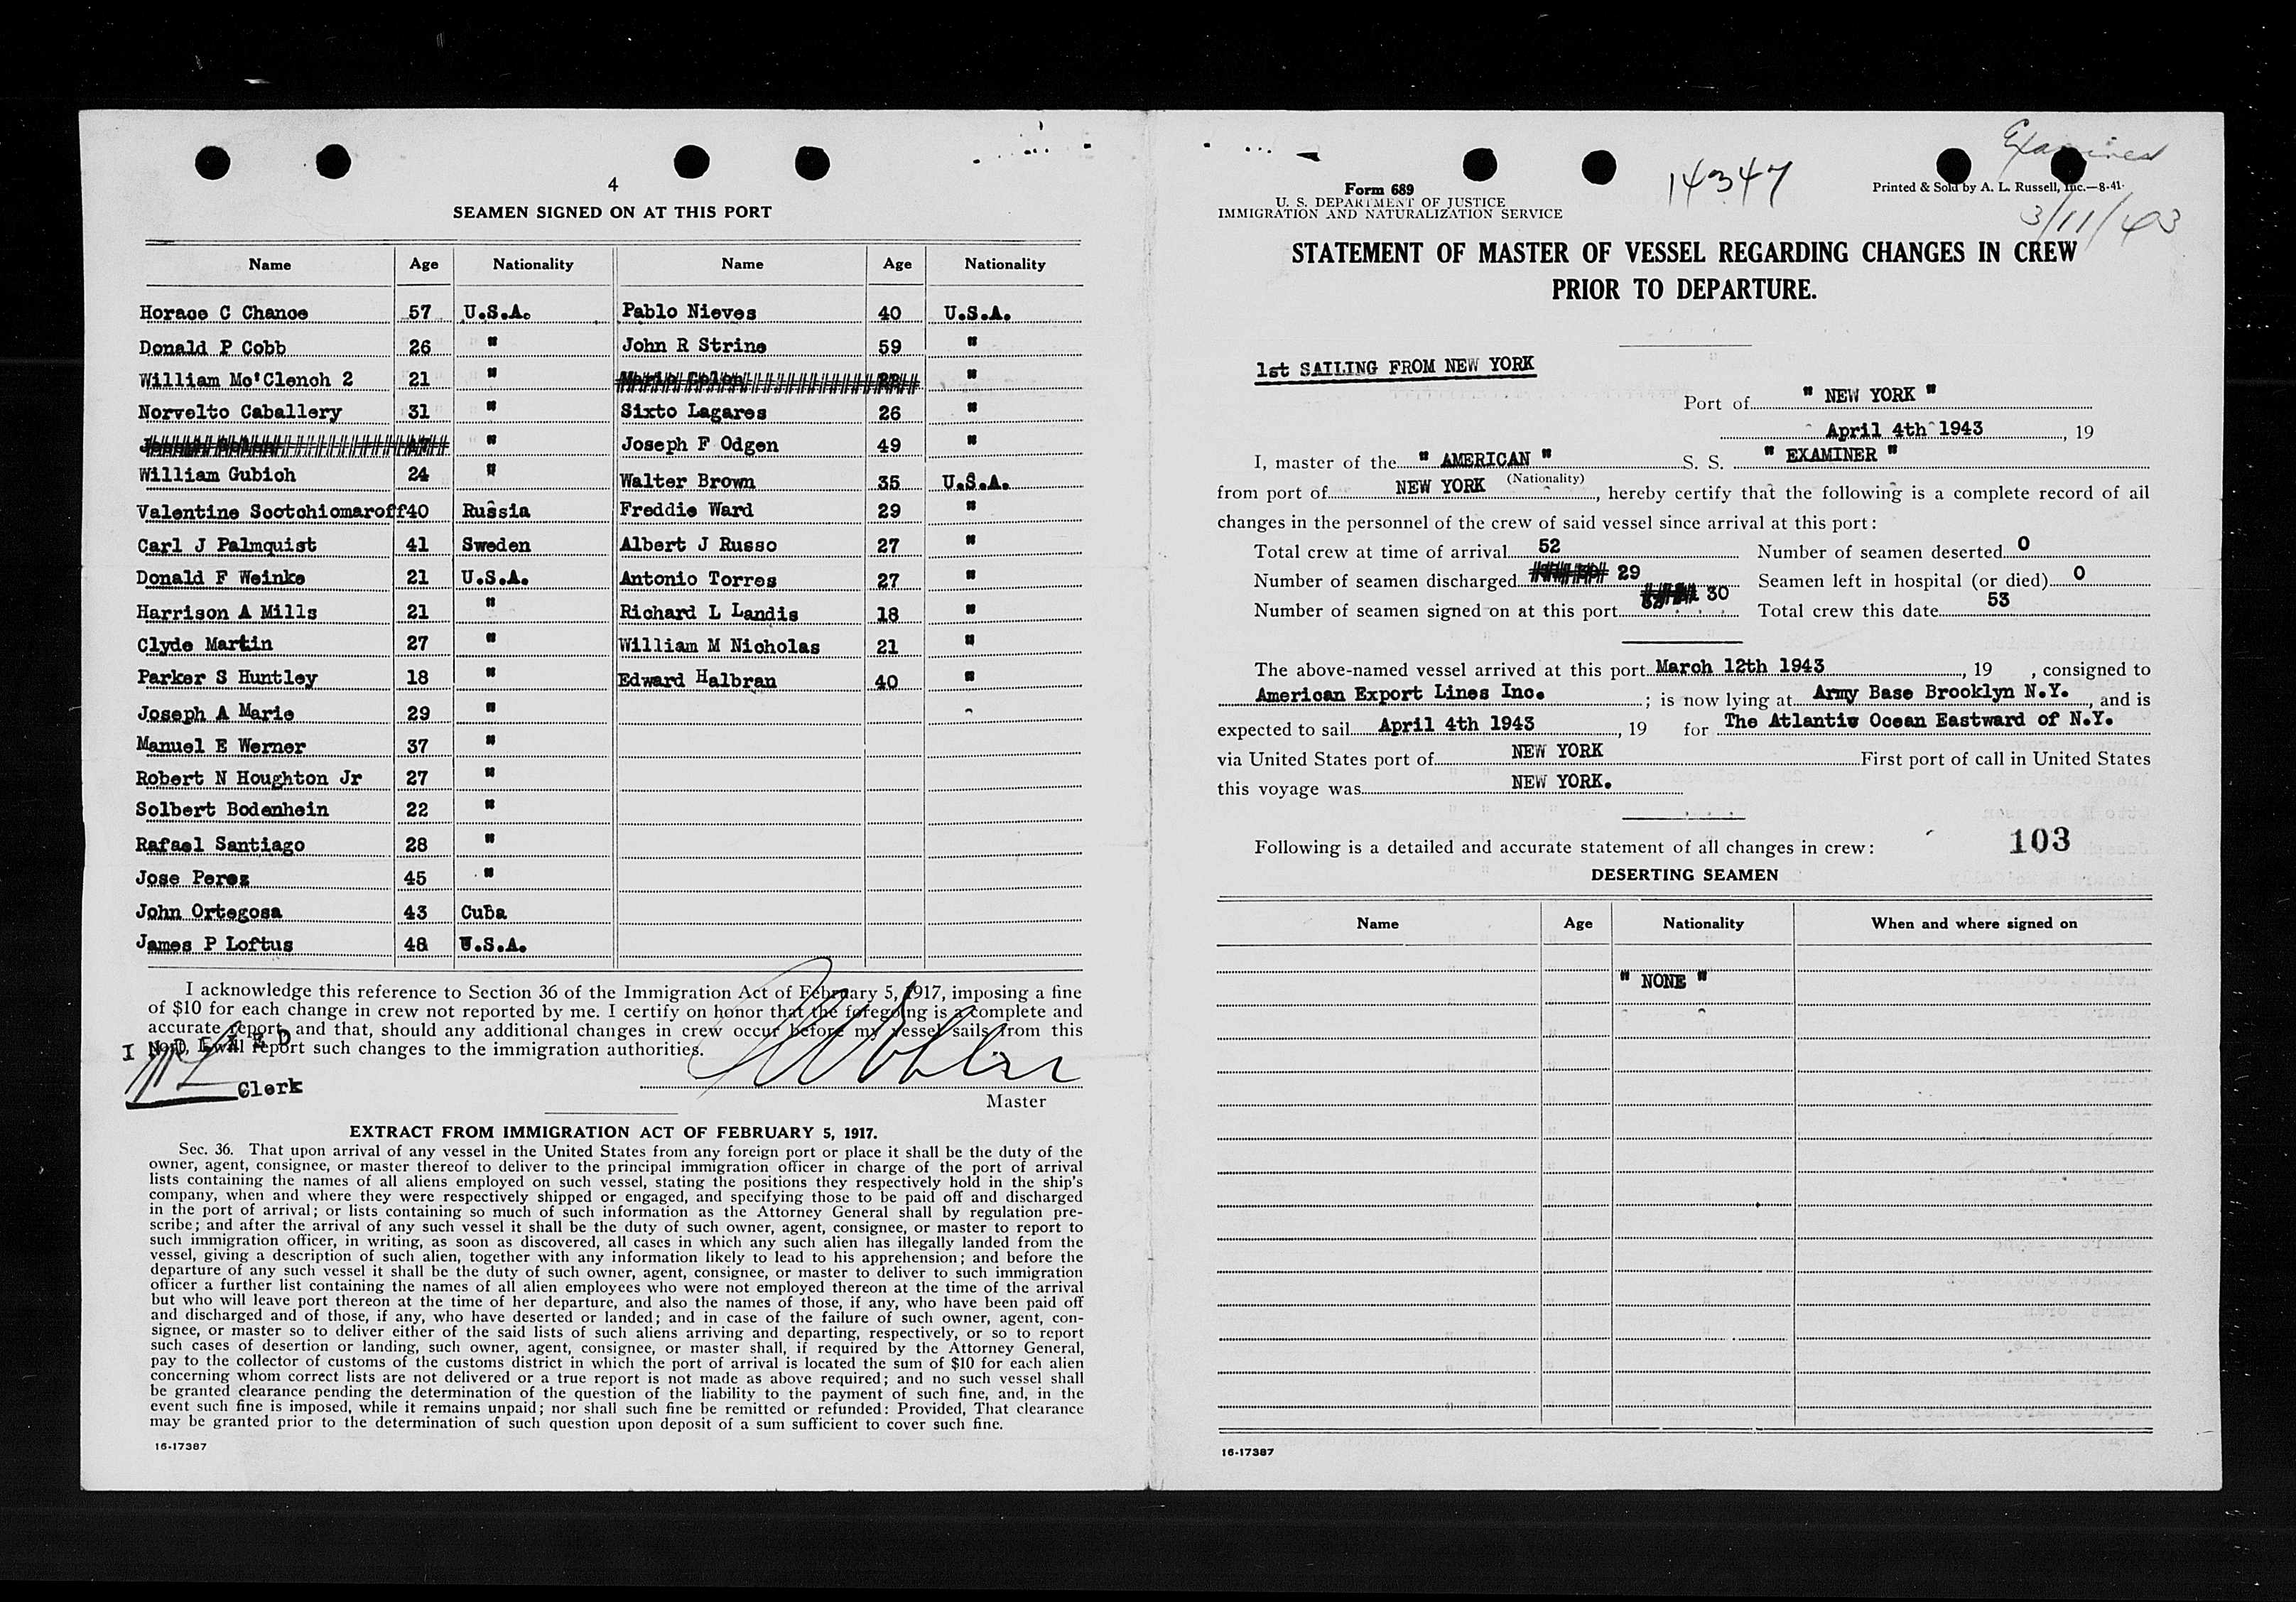 4
SEAMEN SIGNED ON AT THIS PORT
Name Age Nationality Name Age Nationality
Horace C Chance 57 U.S.A. Pablo Nieves 40 U.S.A.
Donald P Cobb 26 " John R Strine 59 "
William Mc'Clench 2 21 " "
Norvelto Caballery 31 " Sixto Lagares 26 "
" Joseph F Odgen 49 "
William Gubich 24 " Walter Brown 35 U.S.A.
Valentine Scotchiomaroff 40 Russia Freddie Ward 29 "
Carl J Palmquist 41 Sweden Albert J Russo 27 "
Donald F Weinke 21 U.S.A. Antonio Torres 27 "
Harrison A Mills 21 " Richard L Landis 18 "
Clyde Martin 27 " William M Nicholas 21 "
Parker S Huntley 18 " Edward Halbran 40 "
Joseph A Marie 29 "
Manuel E Werner 37 "
Robert N Houghton Jr 27 "
Solbert Bodenhein 22 "
Rafael Santiago 28 "
Jose Perez 45 "
John Ortegosa 43 Cuba
James P Loftus 48 U.S.A.
I acknowledge this reference to Section 36 of the Immigration Act of February 5, 1917, imposing a fine
of $10 for each change in crew not reported by me. I certify on honor that the foregoing is a complete and
accurate report, and that, should any additional changes in crew occur before my vessel sails from this
port, I will report such changes to the immigration authorities.
I N D E X E D
Clerk
Master
EXTRACT FROM IMMIGRATION ACT OF FEBRUARY 5, 1917.
Sec. 36. That upon arrival of any vessel in the United States from any foreign port or place it shall be the duty of the
owner, agent, consignee, or master thereof to deliver to the principal immigration officer in charge of the port of arrival
lists containing the names of all aliens employed on such vessel, stating the positions they respectively hold in the ship's
company, when and where they were respectively shipped or engaged, and specifying those to be paid off and discharged
in the port of arrival; or lists containing so much of such information as the Attorney General shall by regulation pre-
scribe; and after the arrival of any such vessel it shall be the duty of such owner, agent, consignee, or master to report to
such immigration officer, in writing, as soon as discovered, all cases in which any such alien has illegally landed from the
vessel, giving a description of such alien, together with any information likely to lead to his apprehension; and before the
departure of any such vessel it shall be the duty of such owner, agent, consignee, or master to deliver to such immigration
officer a further list containing the names of all alien employees who were not employed thereon at the time of the arrival
but who will leave port thereon at the time of her departure, and also the names of those, if any, who have been paid off
and discharged and of those, if any, who have deserted or landed; and in case of the failure of such owner, agent, con-
signee, or master so to deliver either of the said lists of such aliens arriving and departing, respectively, or so to report
such cases of desertion or landing, such owner, agent, consignee, or master shall, if required by the Attorney General,
pay to the collector of customs of the customs district in which the port of arrival is located the sum of $10 for each alien
concerning whom correct lists are not delivered or a true report is not made as above required; and no such vessel shall
be granted clearance pending the determination of the question of the liability to the payment of such fine, and, in the
event such fine is imposed, while it remains unpaid; nor shall such fine be remitted or refunded: Provided, That clearance
may be granted prior to the determination of such question upon deposit of a sum sufficient to cover such fine.
16-17387
Examined
3/11/43
14347
Form 689
U. S. DEPARTMENT OF JUSTICE
IMMIGRATION AND NATURALIZATION SERVICE
Printed & Sold by A. L. Russell, Inc.—8-41.
STATEMENT OF MASTER OF VESSEL REGARDING CHANGES IN CREW
PRIOR TO DEPARTURE.
1st SAILING FROM NEW YORK
Port of " NEW YORK "
April 4th 1943, 19
I, master of the " AMERICAN " S. S. " EXAMINER "
(Nationality)
from port of NEW YORK, hereby certify that the following is a complete record of all
changes in the personnel of the crew of said vessel since arrival at this port:
Total crew at time of arrival 52 Number of seamen deserted 0
Number of seamen discharged 29 Seamen left in hospital (or died) 0
Number of seamen signed on at this port 30 Total crew this date 53
The above-named vessel arrived at this port March 12th 1943, 19 , consigned to
American Export Lines Inc. ; is now lying at Army Base Brooklyn N.Y., and is
expected to sail April 4th 1943, 19 for The Atlantic Ocean Eastward of N.Y.
via United States port of NEW YORK First port of call in United States
this voyage was NEW YORK.
Following is a detailed and accurate statement of all changes in crew:
103
DESERTING SEAMEN
Name Age Nationality When and where signed on
" NONE "
16-17387